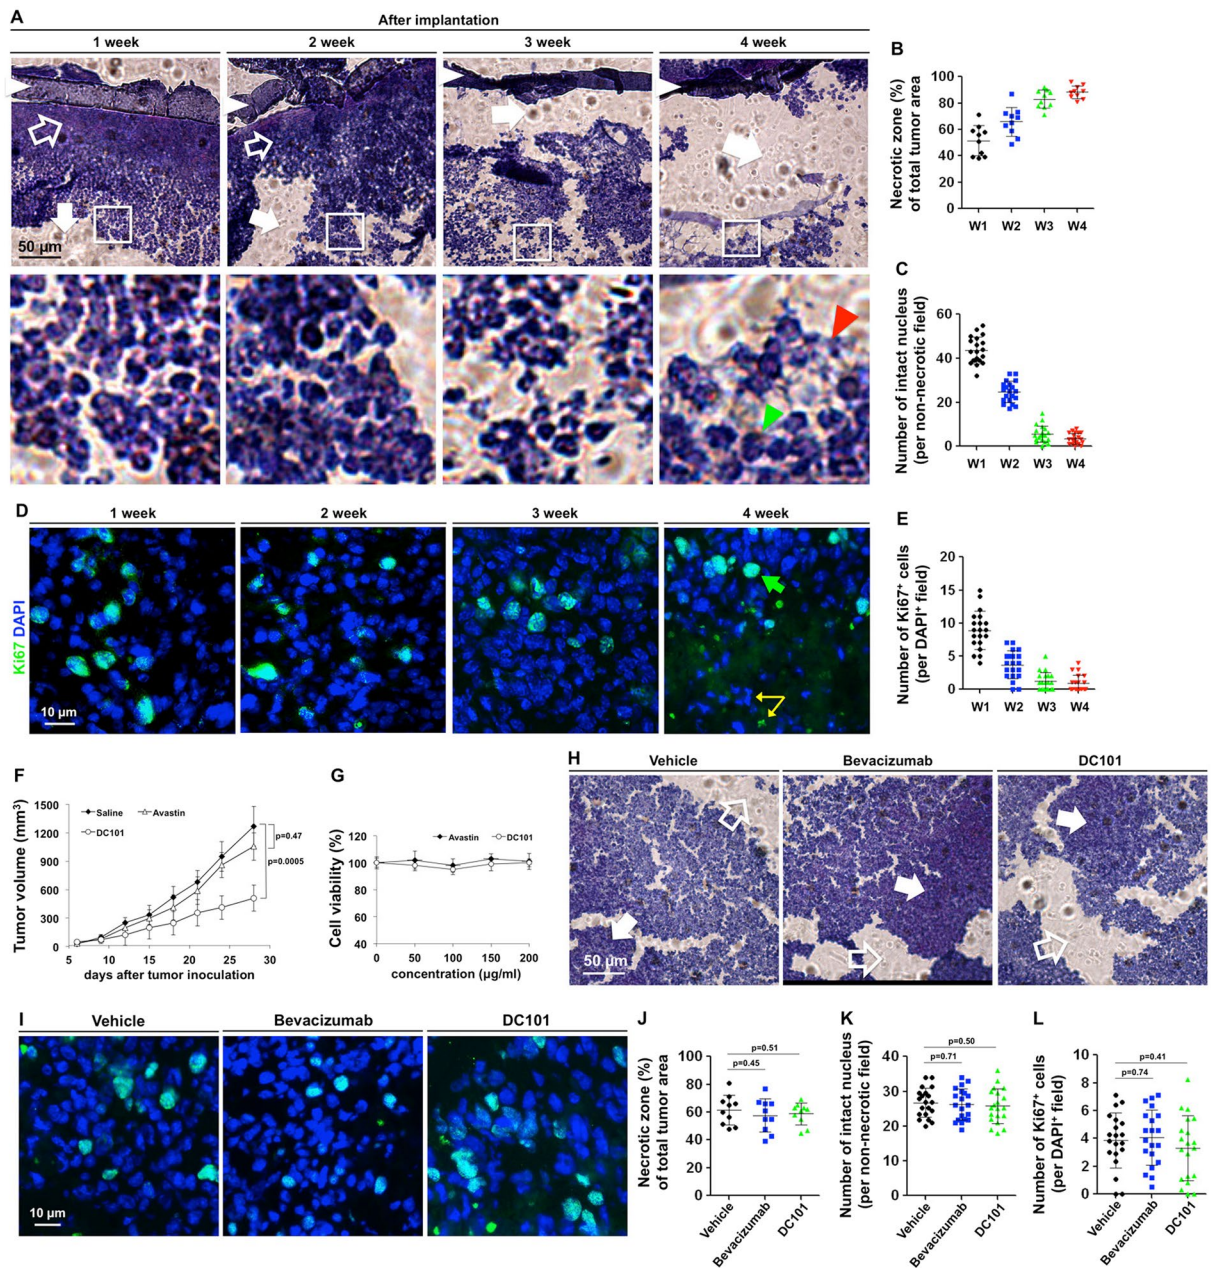 A
After implantation
1 week
2 week
3 week
4 week
50 µm
B
Necrotic zone (%)
of total tumor area
100
80
60
40
20
0
W1 W2 W3 W4
C
Number of intact nucleus
(per non-necrotic field)
60
40
20
0
W1 W2 W3 W4
D
1 week
2 week
3 week
4 week
Ki67 DAPI
10 µm
E
Number of Ki67+ cells
(per DAPI+ field)
20
15
10
5
0
W1 W2 W3 W4
F
Tumor volume (mm³)
1500
1200
900
600
300
0
Saline
Avastin
DC101
p=0.47
p=0.0005
5 10 15 20 25 30
days after tumor inoculation
G
Cell viability (%)
120
100
80
60
40
Avastin
DC101
0 50 100 150 200
concentration (µg/ml)
H
Vehicle
Bevacizumab
DC101
50 µm
I
Vehicle
Bevacizumab
DC101
10 µm
J
Necrotic zone (%)
of total tumor area
100
80
60
40
20
0
p=0.51
p=0.45
Vehicle
Bevacizumab
DC101
K
Number of intact nucleus
(per non-necrotic field)
40
30
20
10
0
p=0.50
p=0.71
Vehicle
Bevacizumab
DC101
L
Number of Ki67+ cells
(per DAPI+ field)
10
8
6
4
2
0
p=0.41
p=0.74
Vehicle
Bevacizumab
DC101